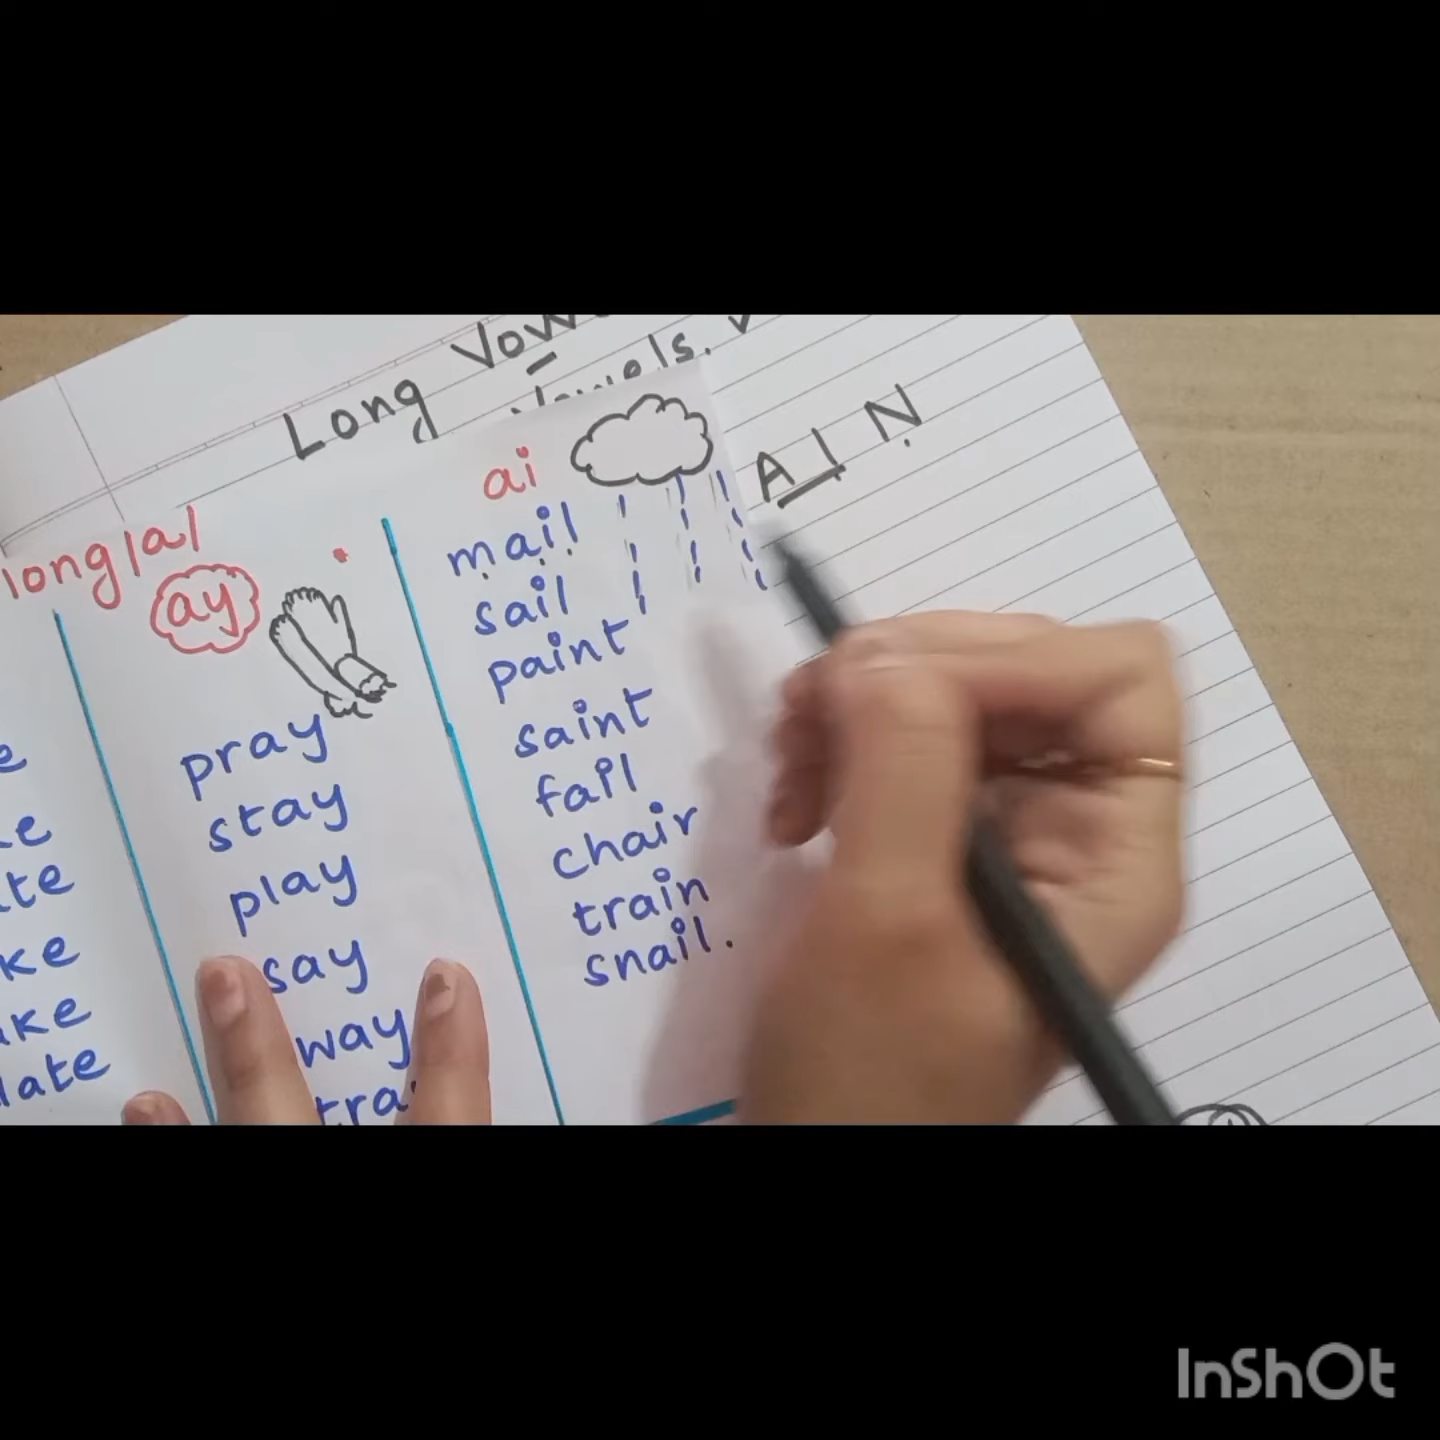 Long Vow
Vowels.
A I N
long |a|
ay
pray
stay
play
say
way
ai
mail
sail
paint
saint
fail
chair
train
snail.
InShOt